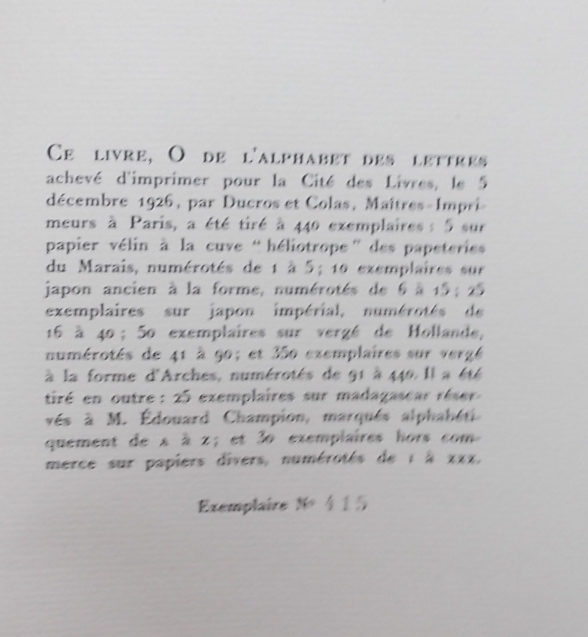 CE LIVRE, O DE L'ALPHABET DES LETTRES
achevé d'imprimer pour la Cité des Livres, le 5
décembre 1926, par Ducros et Colas, Maîtres-Impri-
meurs à Paris, a été tiré à 440 exemplaires : 5 sur
papier vélin à la cuve "héliotrope" des papeteries
du Marais, numérotés de 1 à 5 ; 10 exemplaires sur
japon ancien à la forme, numérotés de 6 à 15 ; 25
exemplaires sur japon impérial, numérotés de
16 à 40 ; 50 exemplaires sur vergé de Hollande,
numérotés de 41 à 90 ; et 350 exemplaires sur vergé
à la forme d'Arches, numérotés de 91 à 440. Il a été
tiré en outre : 25 exemplaires sur madagascar réser-
vés à M. Édouard Champion, marqués alphabéti-
quement de A à Z ; et 30 exemplaires hors com-
merce sur papiers divers, numérotés de I à XXX.
Exemplaire N° 415